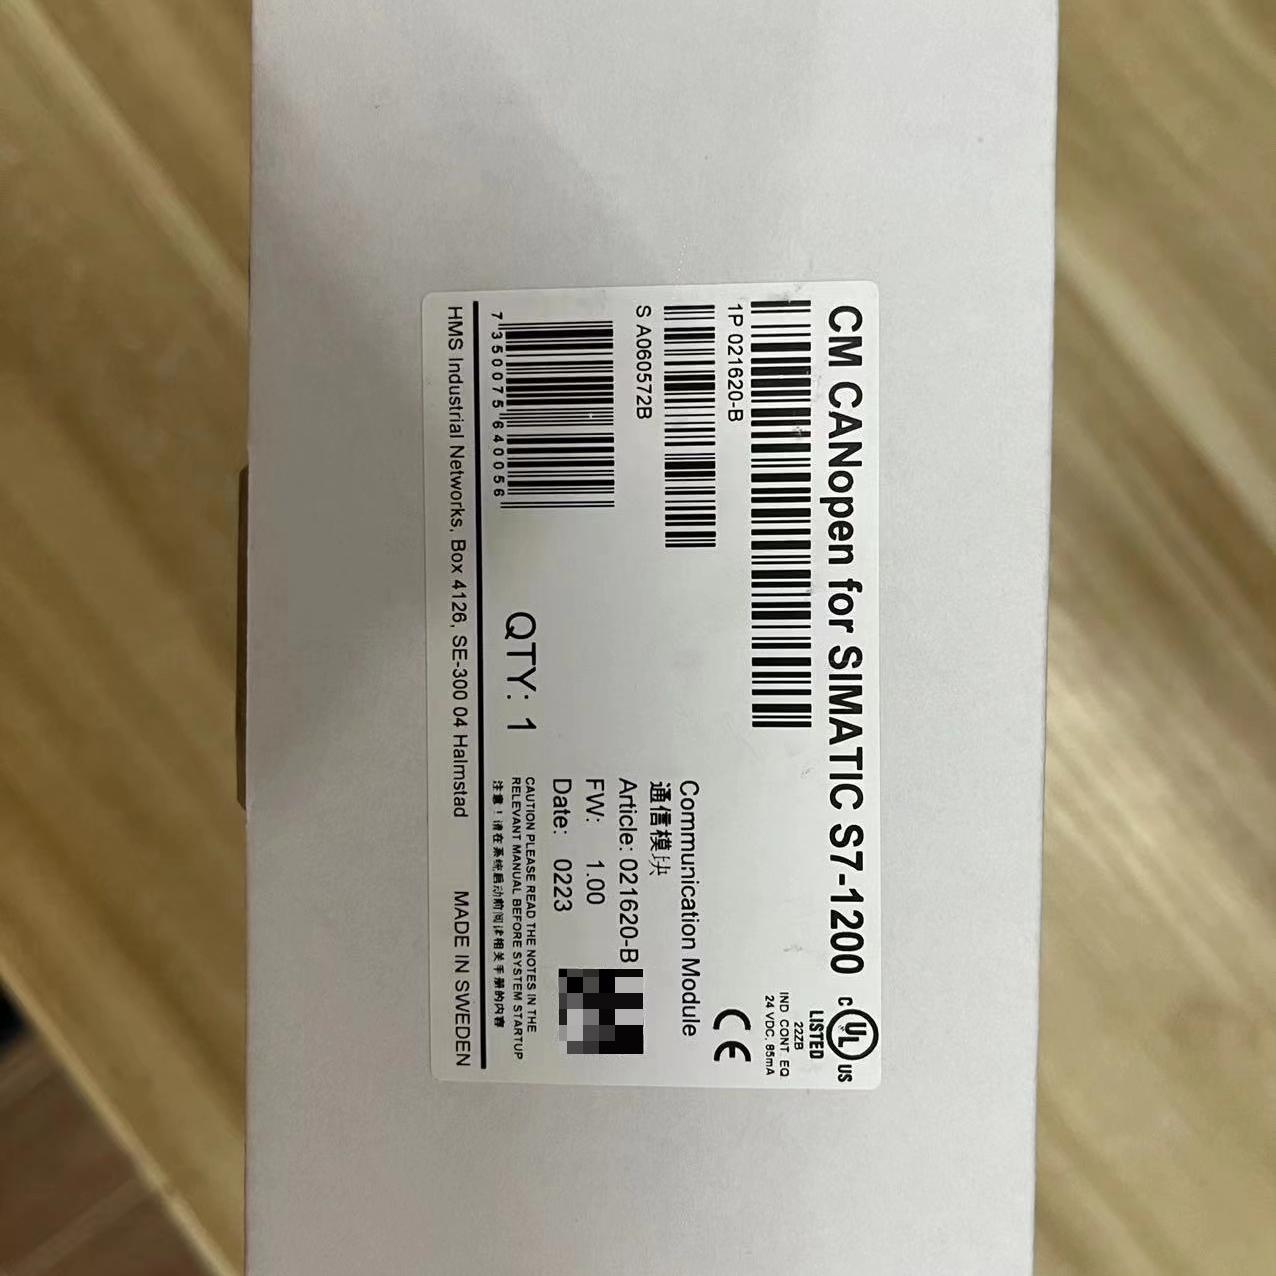 CM CANopen for SIMATIC S7-1200
C UL US
LISTED
22ZB
IND. CONT. EQ
24 VDC, 85mA
1P 021620-B
CE
S A060572B
Communication Module
通信模块
Article: 021620-B
FW: 1.00
Date: 0223
7 350075 640056
QTY: 1
CAUTION PLEASE READ THE NOTES IN THE
RELEVANT MANUAL BEFORE SYSTEM STARTUP
注意！请在系统启动前阅读相关手册的内容
HMS Industrial Networks, Box 4126, SE-300 04 Halmstad
MADE IN SWEDEN